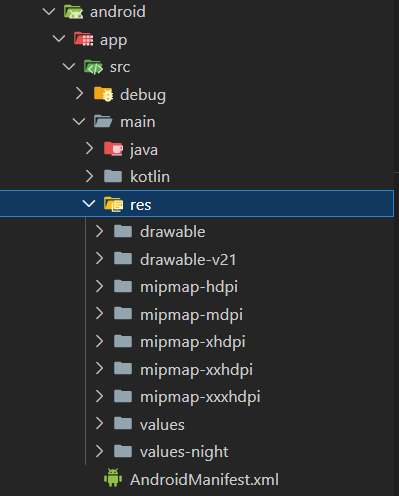 android
app
src
debug
main
java
kotlin
res
drawable
drawable-v21
mipmap-hdpi
mipmap-mdpi
mipmap-xhdpi
mipmap-xxhdpi
mipmap-xxxhdpi
values
values-night
AndroidManifest.xml